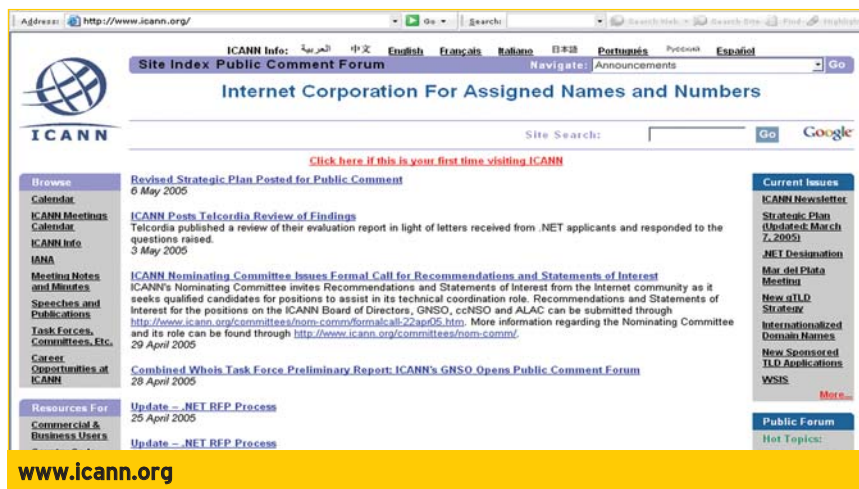 Address: http://www.icann.org/ Go Search: Search Web Search Site Find Highlight
ICANN Info: العربية 中文 English Français Italiano 日本語 Português Русский Español
Site Index Public Comment Forum Navigate: Announcements Go
Internet Corporation For Assigned Names and Numbers
ICANN
Site Search: Go Google
Click here if this is your first time visiting ICANN
Browse
Calendar
ICANN Meetings
Calendar
ICANN Info
IANA
Meeting Notes
and Minutes
Speeches and
Publications
Task Forces,
Committees, Etc.
Career
Opportunities at
ICANN
Resources For
Commercial &
Business Users
Revised Strategic Plan Posted for Public Comment
6 May 2005
ICANN Posts Telcordia Review of Findings
Telcordia published a review of their evaluation report in light of letters received from .NET applicants and responded to the
questions raised.
3 May 2005
ICANN Nominating Committee Issues Formal Call for Recommendations and Statements of Interest
ICANN's Nominating Committee invites Recommendations and Statements of Interest from the Internet community as it
seeks qualified candidates for positions to assist in its technical coordination role. Recommendations and Statements of
Interest for the positions on the ICANN Board of Directors, GNSO, ccNSO and ALAC can be submitted through
http://www.icann.org/committees/nom-comm/formalcall-22apr05.htm. More information regarding the Nominating Committee
and its role can be found through http://www.icann.org/committees/nom-comm/.
29 April 2005
Combined Whois Task Force Preliminary Report: ICANN's GNSO Opens Public Comment Forum
28 April 2005
Update – .NET RFP Process
25 April 2005
Update – .NET RFP Process
Current Issues
ICANN Newsletter
Strategic Plan
(Updated: March
7, 2005)
.NET Designation
Mar del Plata
Meeting
New gTLD
Strategy
Internationalized
Domain Names
New Sponsored
TLD Applications
WSIS
More...
Public Forum
Hot Topics:
www.icann.org